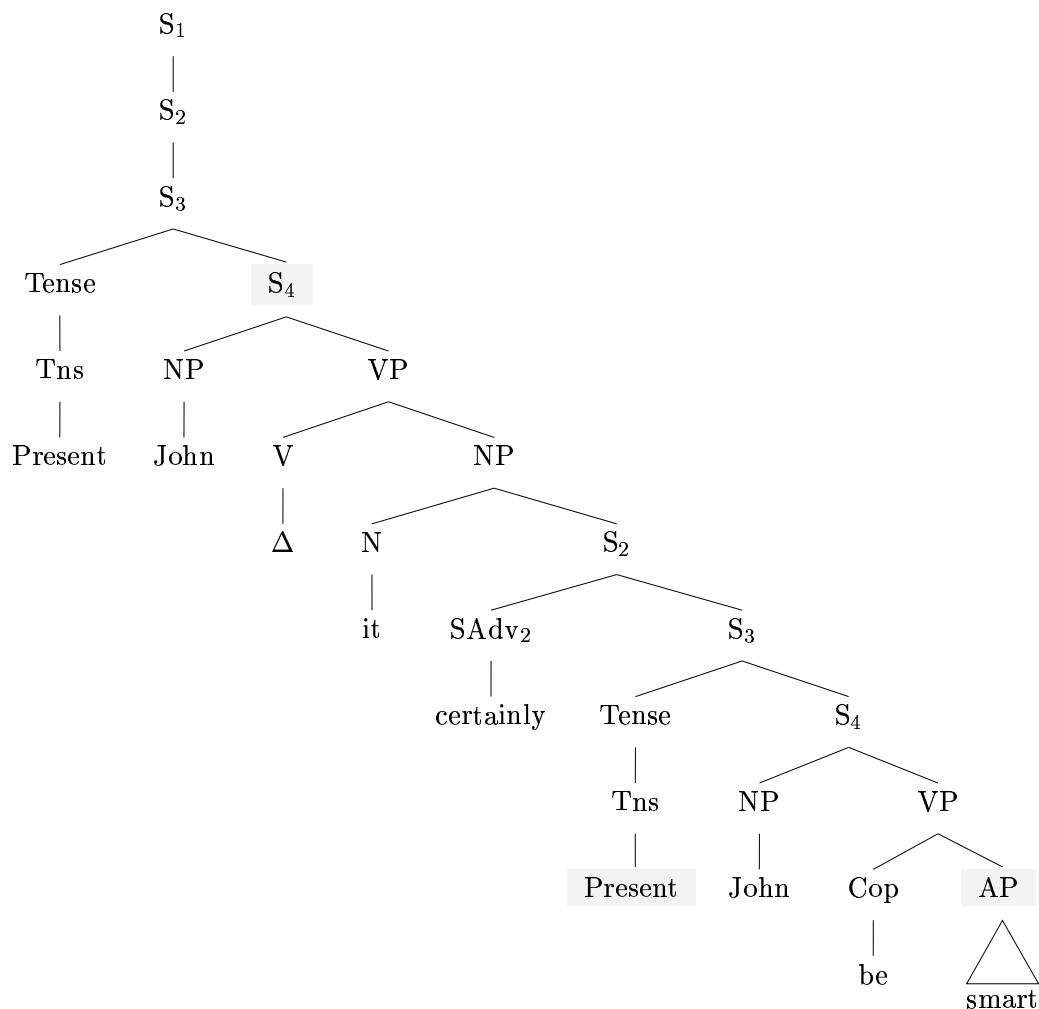 S₁
S₂
S₃
Tense S₄
Tns NP VP
Present John V NP
Δ N S₂
it SAdv₂ S₃
certainly Tense S₄
Tns NP VP
Present John Cop AP
be
smart